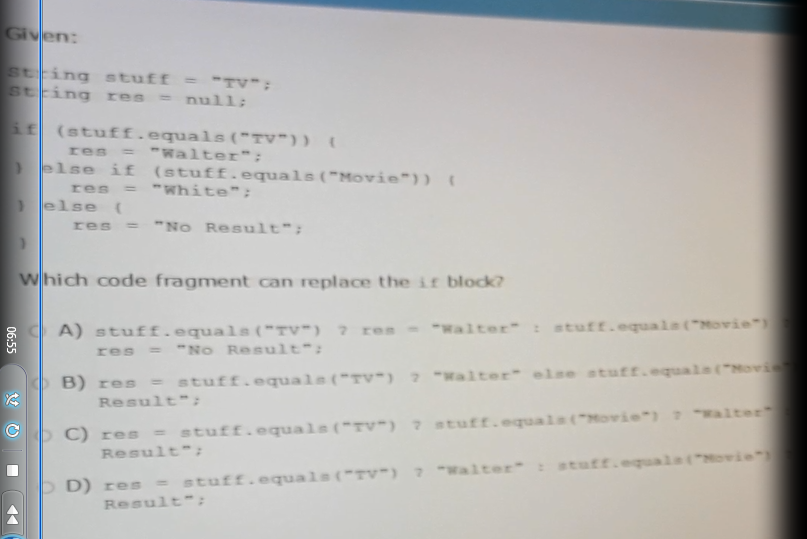 Given:
String stuff = "TV";
String res = null;
if (stuff.equals("TV")) {
res = "Walter";
} else if (stuff.equals("Movie")) {
res = "White";
} else {
res = "No Result";
}
Which code fragment can replace the if block?
A) stuff.equals("TV") ? res = "Walter" : stuff.equals("Movie") ?
res = "No Result";
B) res = stuff.equals("TV") ? "Walter" else stuff.equals("Movie"
Result";
C) res = stuff.equals("TV") ? stuff.equals("Movie") ? "Walter" :
Result";
D) res = stuff.equals("TV") ? "Walter" : stuff.equals("Movie") ?
Result";
06:55